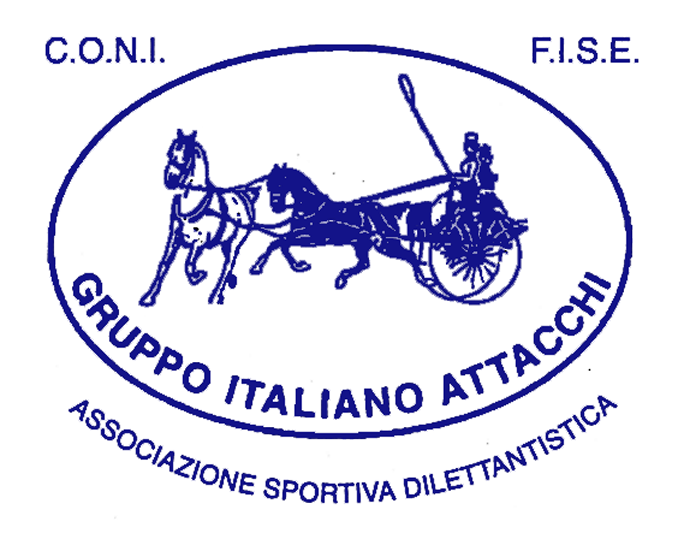 C.O.N.I.
F.I.S.E.
GRUPPO ITALIANO ATTACCHI
ASSOCIAZIONE SPORTIVA DILETTANTISTICA